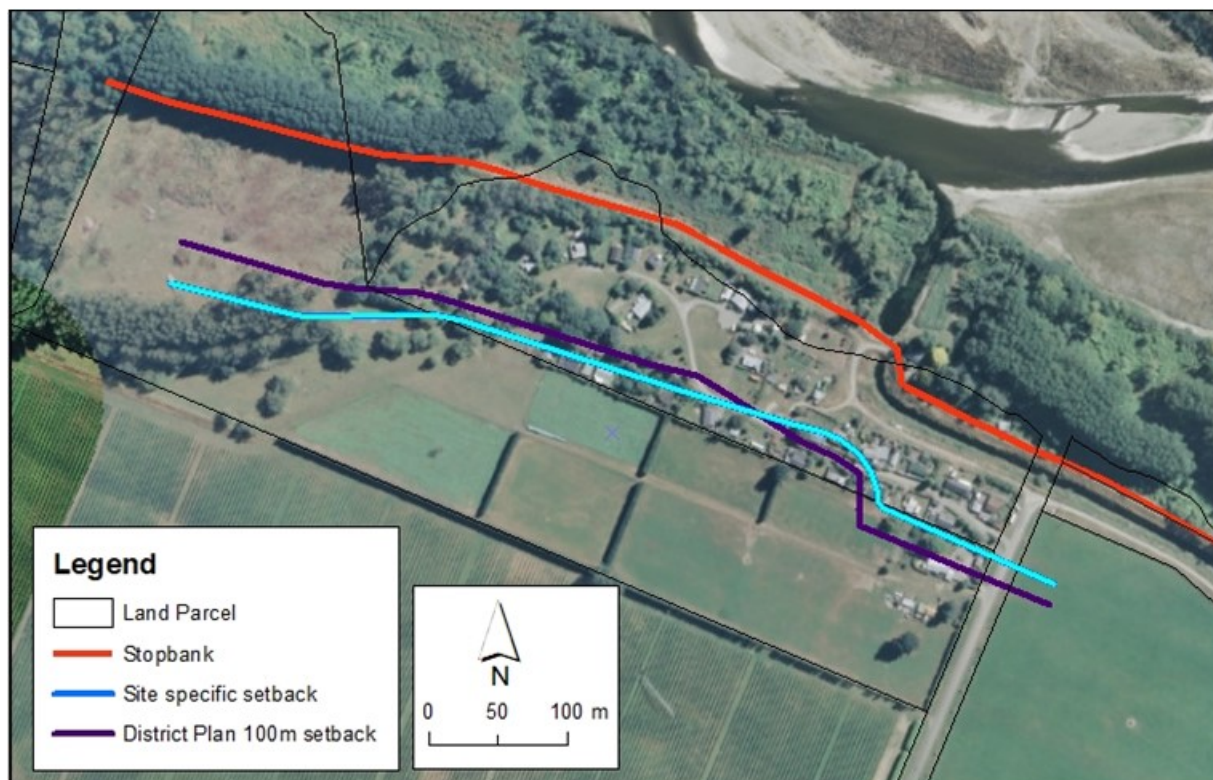 Legend
Land Parcel
Stopbank
Site specific setback
District Plan 100m setback
N
0 50 100 m